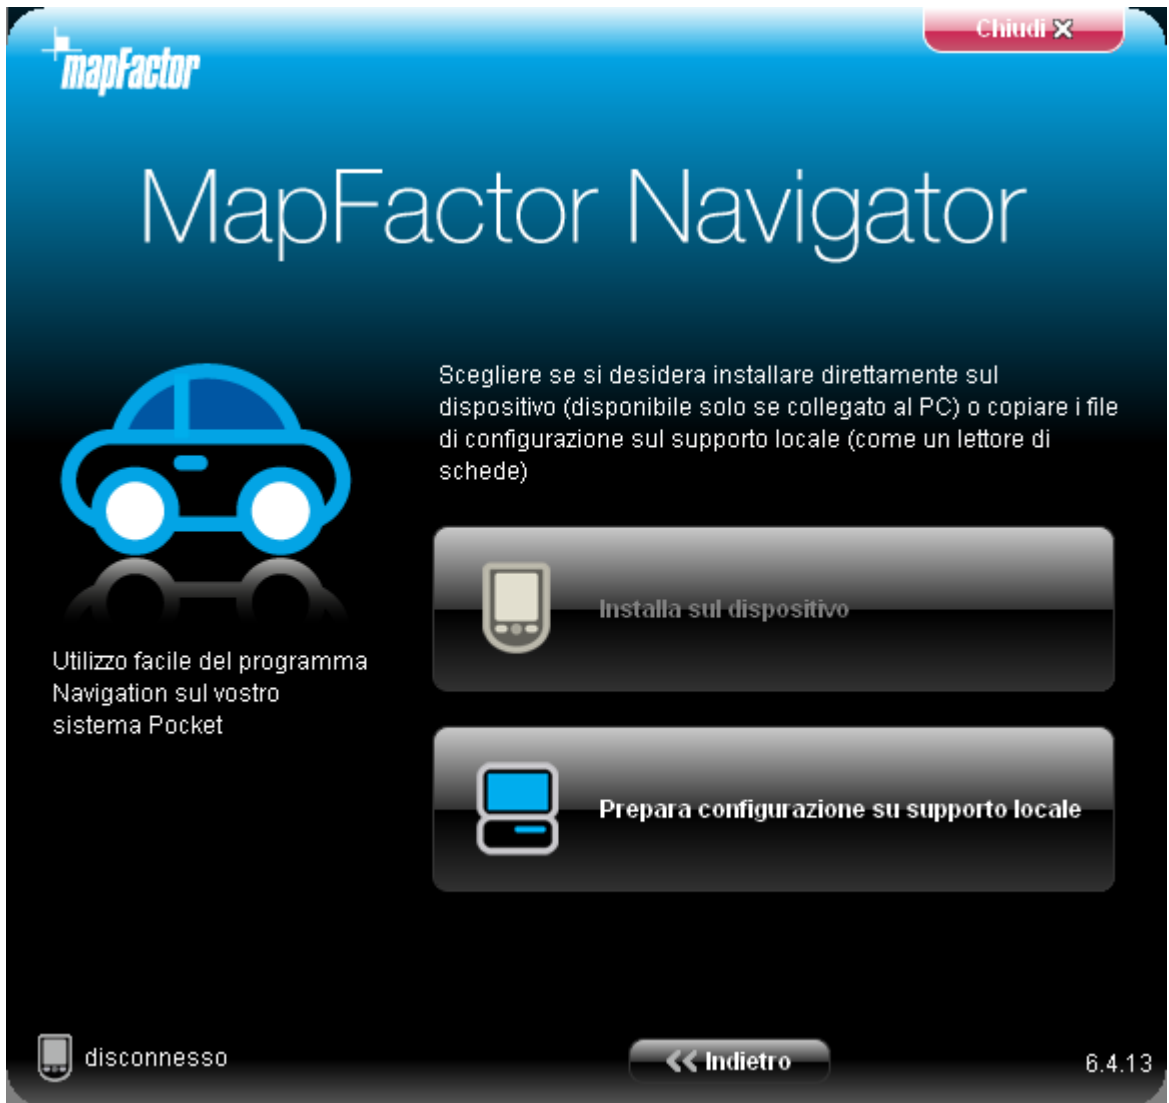 Chiudi
mapFactor
MapFactor Navigator
Scegliere se si desidera installare direttamente sul
dispositivo (disponibile solo se collegato al PC) o copiare i file
di configurazione sul supporto locale (come un lettore di
schede)
Installa sul dispositivo
Utilizzo facile del programma
Navigation sul vostro
sistema Pocket
Prepara configurazione su supporto locale
disconnesso
Indietro
6.4.13